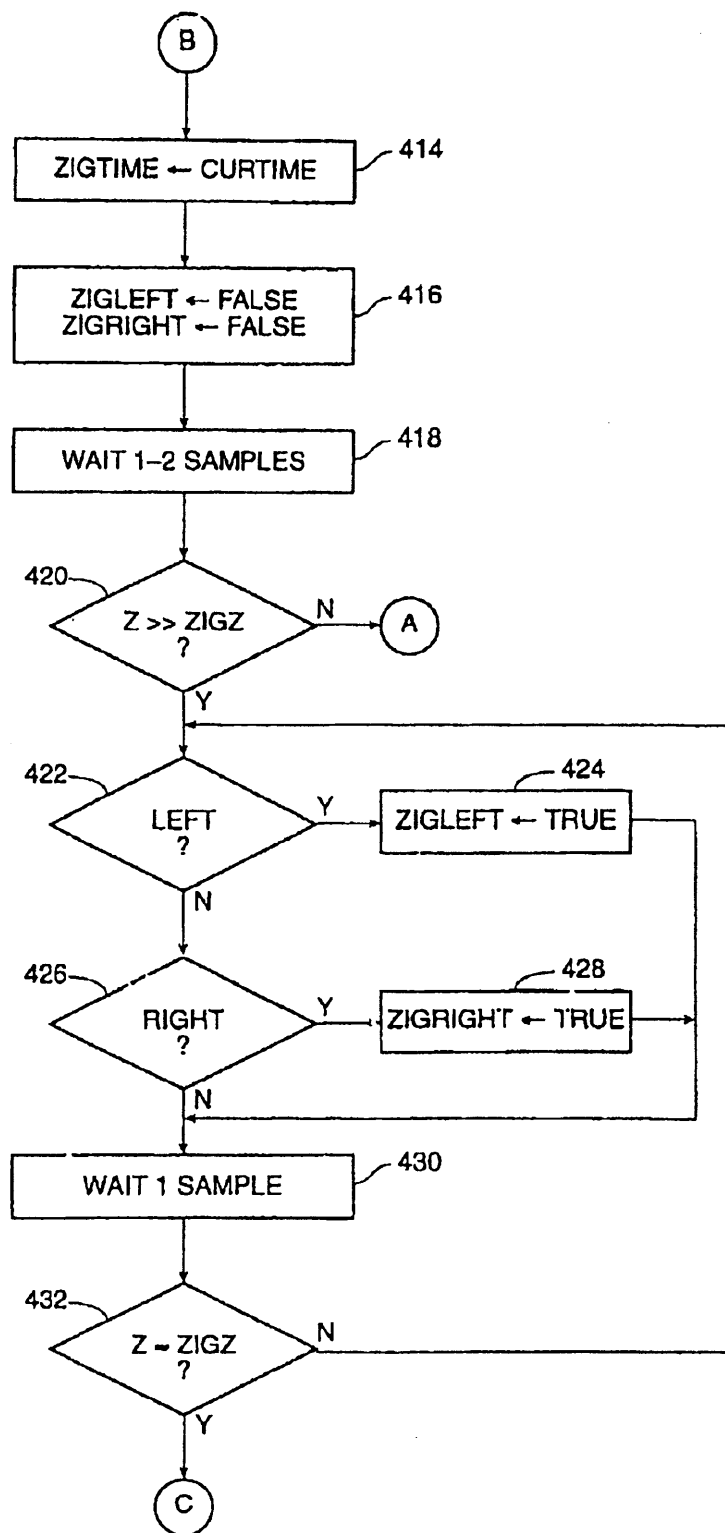 B
ZIGTIME ← CURTIME
414
ZIGLEFT ← FALSE
ZIGRIGHT ← FALSE
416
WAIT 1–2 SAMPLES
418
420
Z >> ZIGZ
?
N
A
Y
422
LEFT
?
Y
424
ZIGLEFT ← TRUE
N
426
RIGHT
?
Y
428
ZIGRIGHT ← TRUE
N
WAIT 1 SAMPLE
430
432
Z ≈ ZIGZ
?
N
Y
C